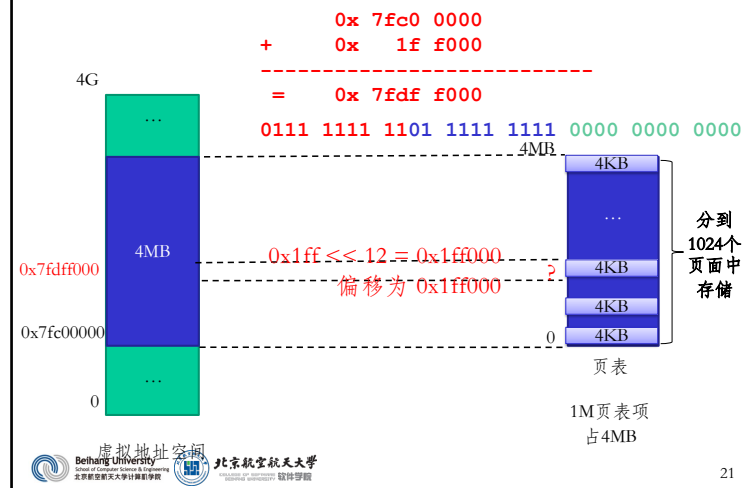 0x 7fc0 0000
+ 0x 1f f000
----------------------------
= 0x 7fdf f000
0111 1111 1101 1111 1111 0000 0000 0000
4G
…
4MB
0x7fdff000
0x7fc00000
…
0
虚拟地址空间
0x1ff << 12 = 0x1ff000
偏移为 0x1ff000
4MB
4KB
…
?
4KB
4KB
0
4KB
页表
1M页表项
占4MB
分到
1024个
页面中
存储
Beihang University
School of Computer Science & Engineering
北京航空航天大学计算机学院
北京航空航天大学
COLLEGE OF SOFTWARE
BEIHANG UNIVERSITY
软件学院
21